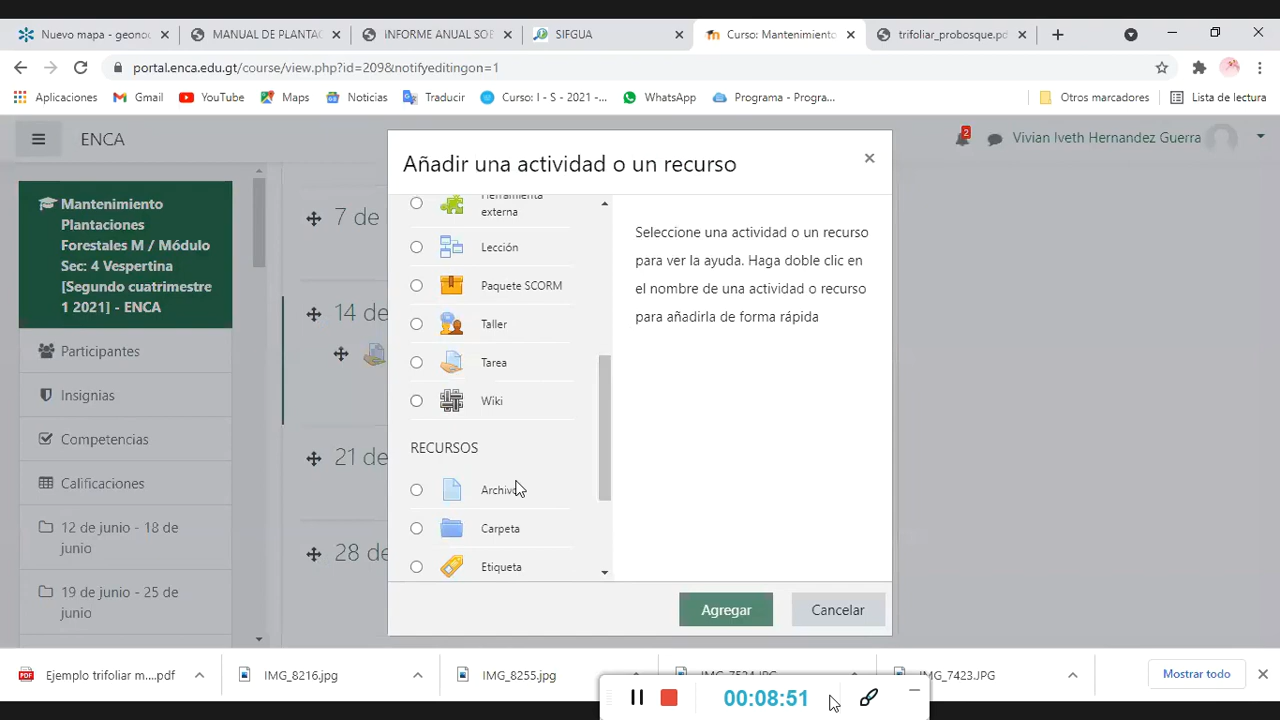 Nuevo mapa - geono
MANUAL DE PLANTAC
iNFORME ANUAL SOB
SIFGUA
Curso: Mantenimiento
trifoliar_probosque.pd
portal.enca.edu.gt/course/view.php?id=209&notifyeditingon=1
Aplicaciones
Gmail
YouTube
Maps
Noticias
Traducir
Curso: I - S - 2021 -...
WhatsApp
Programa - Progra...
Otros marcadores
Lista de lectura
ENCA
2
Vivian Iveth Hernandez Guerra
Mantenimiento
Plantaciones
Forestales M / Módulo
Sec: 4 Vespertina
[Segundo cuatrimestre
1 2021] - ENCA
Participantes
Insignias
Competencias
Calificaciones
12 de junio - 18 de
junio
19 de junio - 25 de
junio
7 de
14 de
21 de
28 de
Añadir una actividad o un recurso
Herramienta
externa
Lección
Paquete SCORM
Taller
Tarea
Wiki
RECURSOS
Archivo
Carpeta
Etiqueta
Seleccione una actividad o un recurso
para ver la ayuda. Haga doble clic en
el nombre de una actividad o recurso
para añadirla de forma rápida
Agregar
Cancelar
Ejemplo trifoliar m....pdf
IMG_8216.jpg
IMG_8255.jpg
IMG_7423.JPG
Mostrar todo
00:08:51